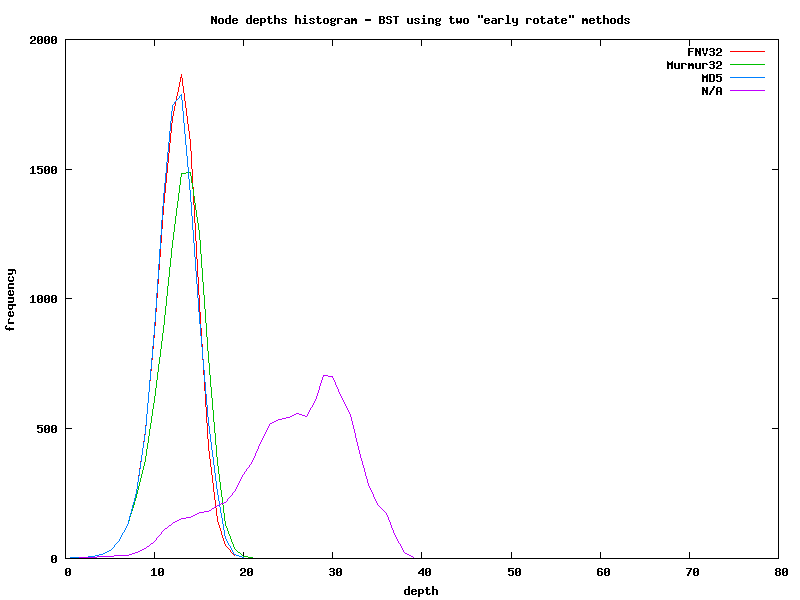 Node depths histogram - BST using two "early rotate" methods
2000
FNV32
Murmur32
MD5
N/A
1500
1000
frequency
500
0
0 10 20 30 40 50 60 70 80
depth